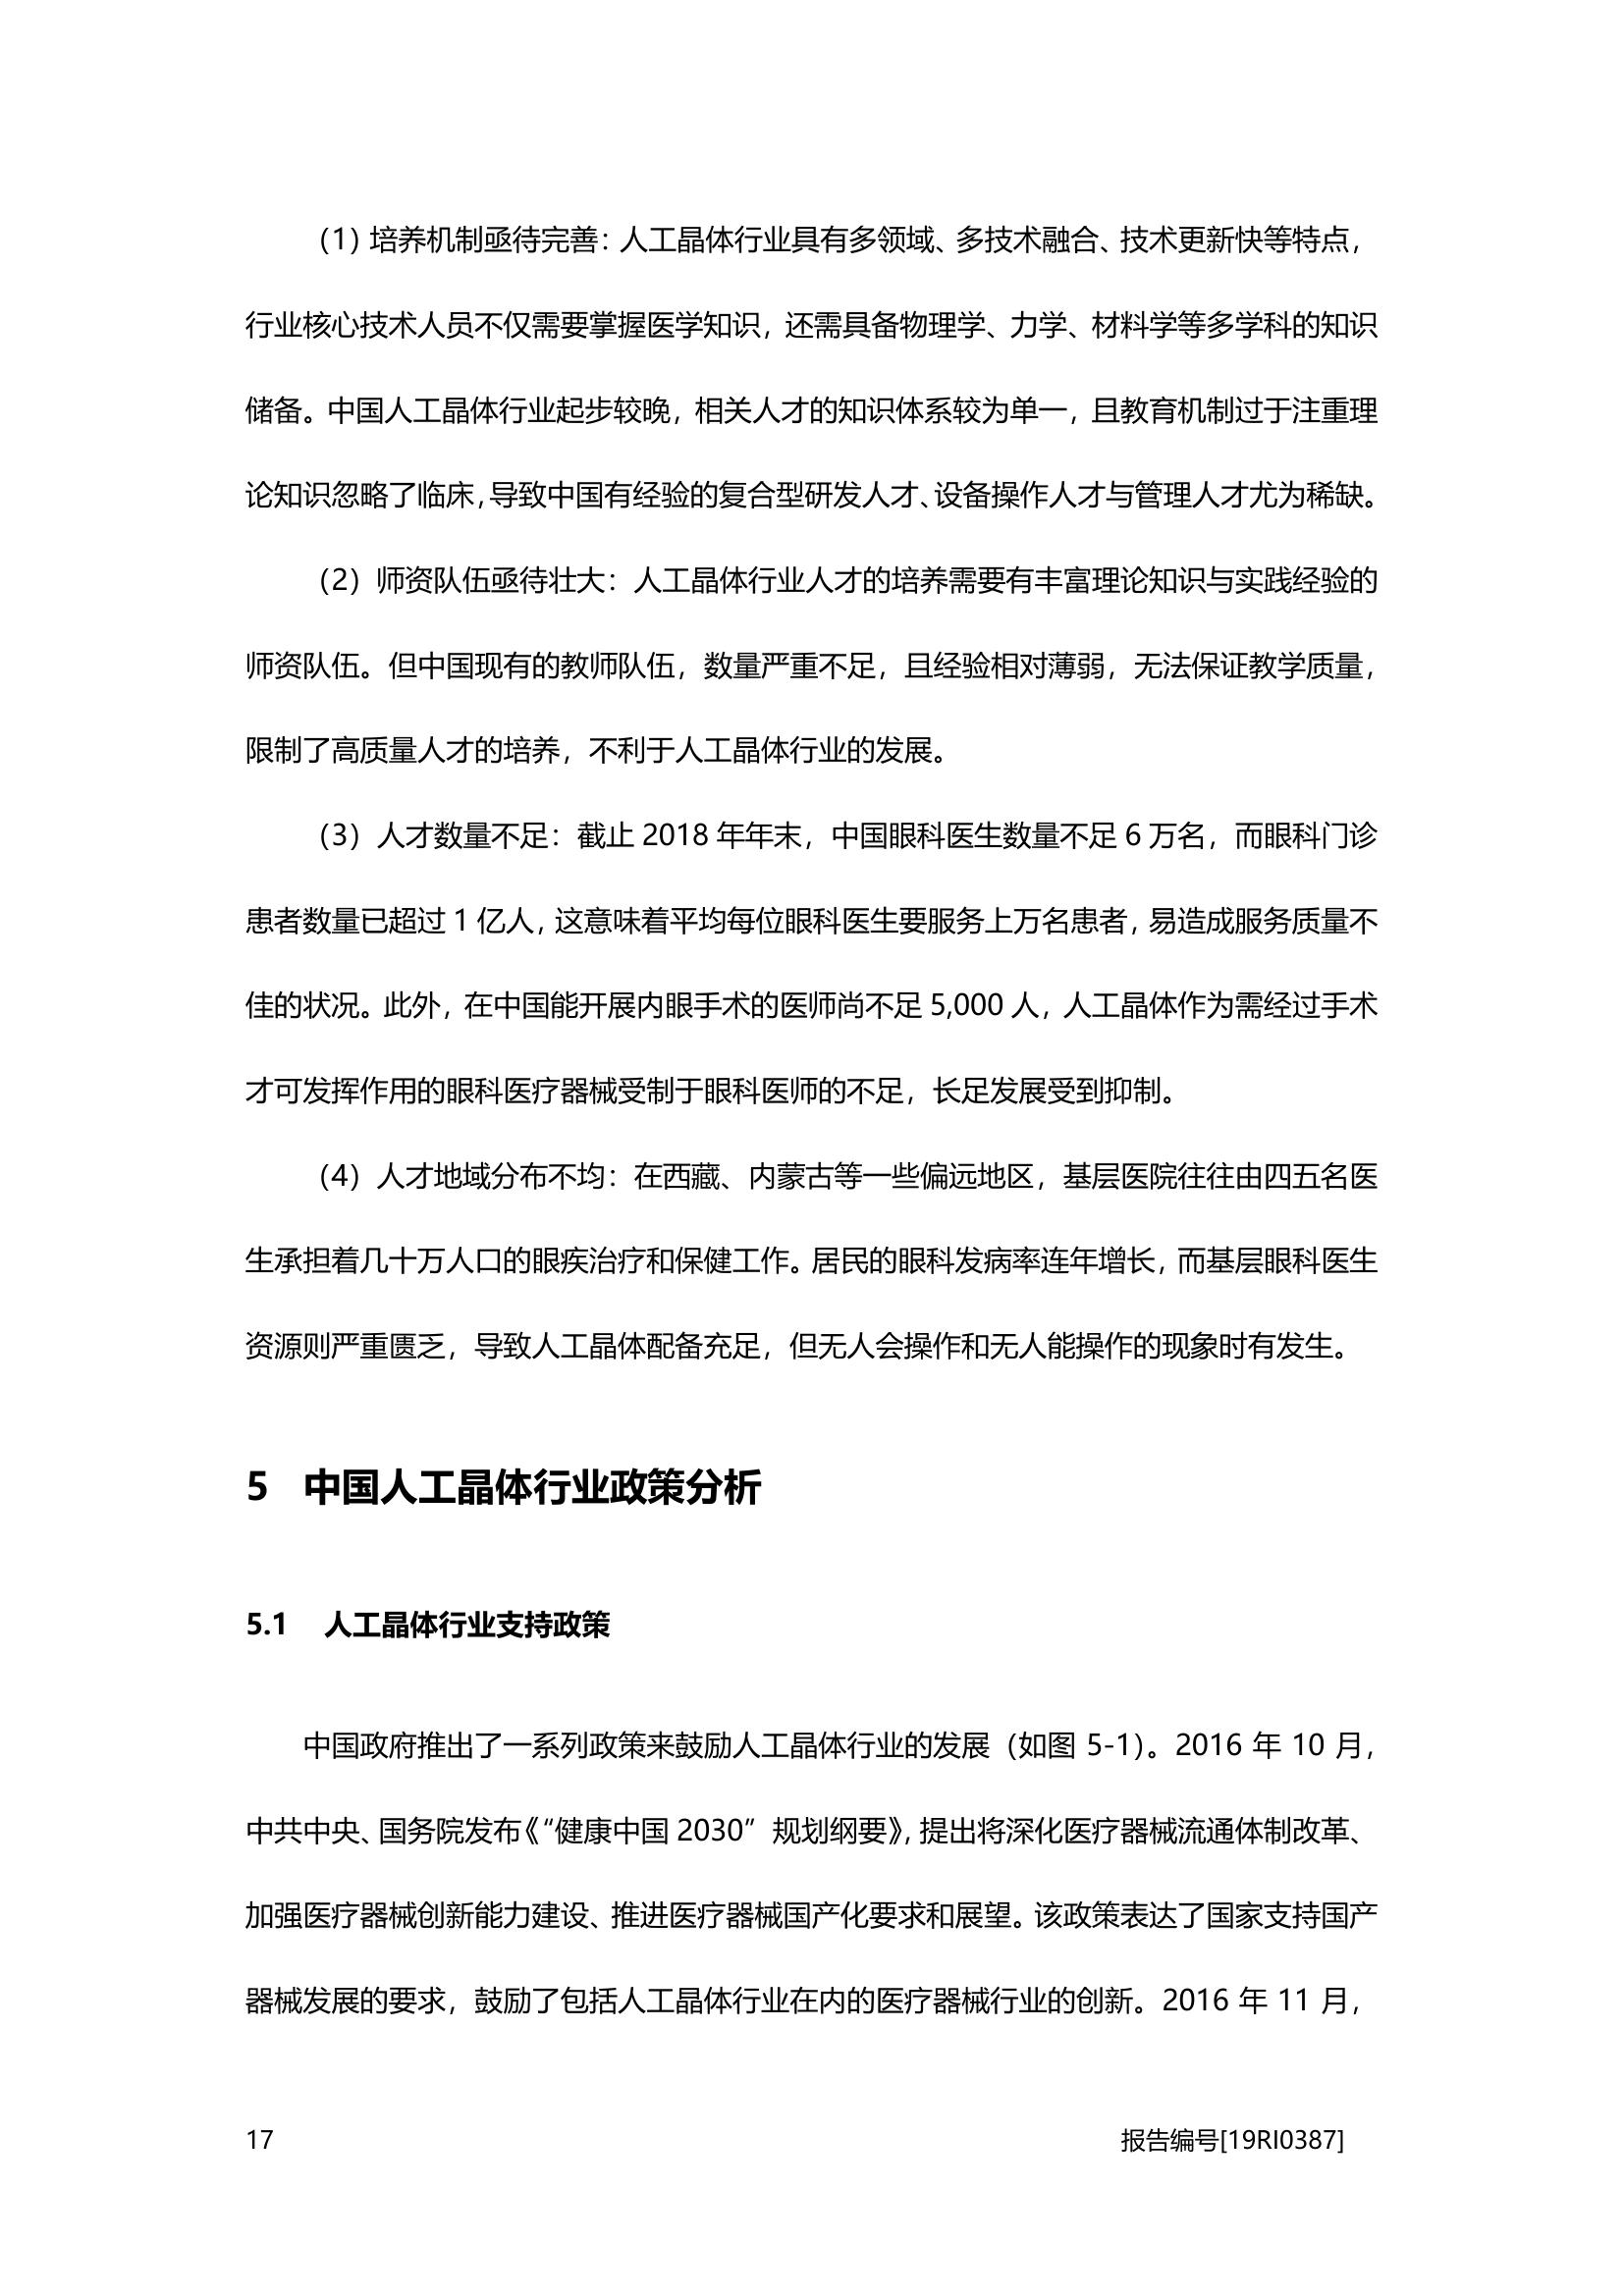 （1）培养机制亟待完善：人工晶体行业具有多领域、多技术融合、技术更新快等特点，
行业核心技术人员不仅需要掌握医学知识，还需具备物理学、力学、材料学等多学科的知识
储备。中国人工晶体行业起步较晚，相关人才的知识体系较为单一，且教育机制过于注重理
论知识忽略了临床，导致中国有经验的复合型研发人才、设备操作人才与管理人才尤为稀缺。
（2）师资队伍亟待壮大：人工晶体行业人才的培养需要有丰富理论知识与实践经验的
师资队伍。但中国现有的教师队伍，数量严重不足，且经验相对薄弱，无法保证教学质量，
限制了高质量人才的培养，不利于人工晶体行业的发展。
（3）人才数量不足：截止 2018 年年末，中国眼科医生数量不足 6 万名，而眼科门诊
患者数量已超过 1 亿人，这意味着平均每位眼科医生要服务上万名患者，易造成服务质量不
佳的状况。此外，在中国能开展内眼手术的医师尚不足 5,000 人，人工晶体作为需经过手术
才可发挥作用的眼科医疗器械受制于眼科医师的不足，长足发展受到抑制。
（4）人才地域分布不均：在西藏、内蒙古等一些偏远地区，基层医院往往由四五名医
生承担着几十万人口的眼疾治疗和保健工作。居民的眼科发病率连年增长，而基层眼科医生
资源则严重匮乏，导致人工晶体配备充足，但无人会操作和无人能操作的现象时有发生。
5 中国人工晶体行业政策分析
5.1 人工晶体行业支持政策
中国政府推出了一系列政策来鼓励人工晶体行业的发展（如图 5-1）。2016 年 10 月，
中共中央、国务院发布《“健康中国 2030”规划纲要》，提出将深化医疗器械流通体制改革、
加强医疗器械创新能力建设、推进医疗器械国产化要求和展望。该政策表达了国家支持国产
器械发展的要求，鼓励了包括人工晶体行业在内的医疗器械行业的创新。2016 年 11 月，
17 报告编号[19RI0387]